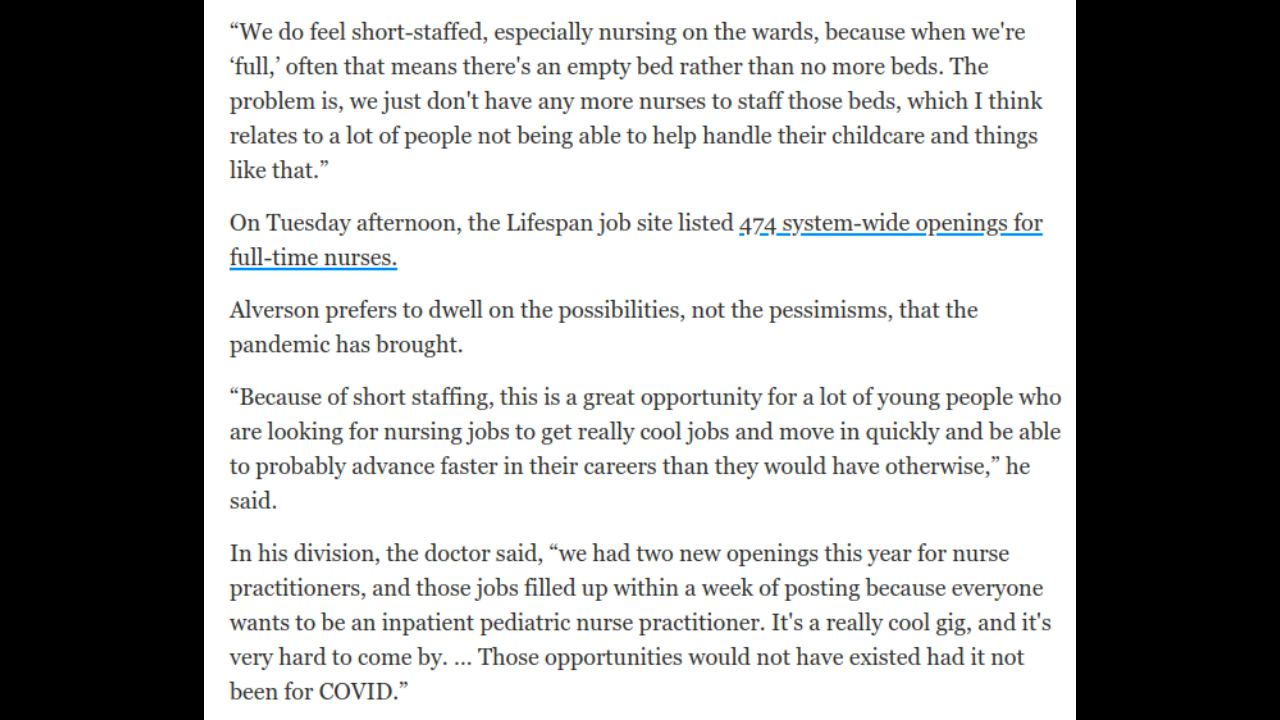 “We do feel short-staffed, especially nursing on the wards, because when we're
‘full,’ often that means there's an empty bed rather than no more beds. The
problem is, we just don't have any more nurses to staff those beds, which I think
relates to a lot of people not being able to help handle their childcare and things
like that.”
On Tuesday afternoon, the Lifespan job site listed 474 system-wide openings for
full-time nurses.
Alverson prefers to dwell on the possibilities, not the pessimisms, that the
pandemic has brought.
“Because of short staffing, this is a great opportunity for a lot of young people who
are looking for nursing jobs to get really cool jobs and move in quickly and be able
to probably advance faster in their careers than they would have otherwise,” he
said.
In his division, the doctor said, “we had two new openings this year for nurse
practitioners, and those jobs filled up within a week of posting because everyone
wants to be an inpatient pediatric nurse practitioner. It's a really cool gig, and it's
very hard to come by. ... Those opportunities would not have existed had it not
been for COVID.”